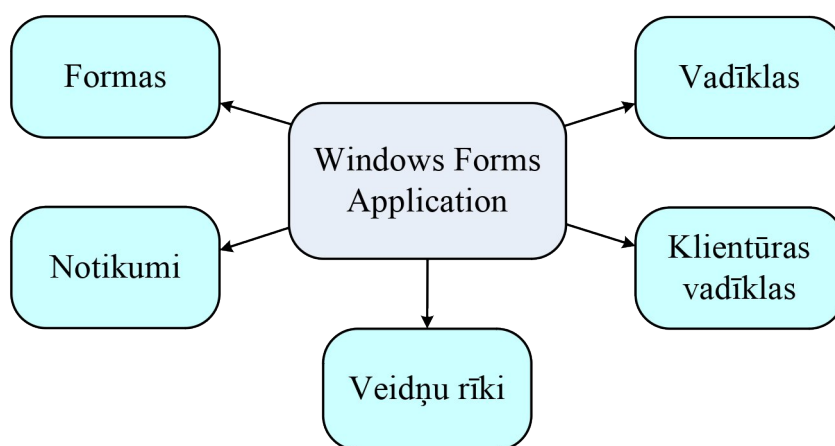 Formas
Vadīklas
Windows Forms
Application
Notikumi
Klientūras
vadīklas
Veidņu rīki